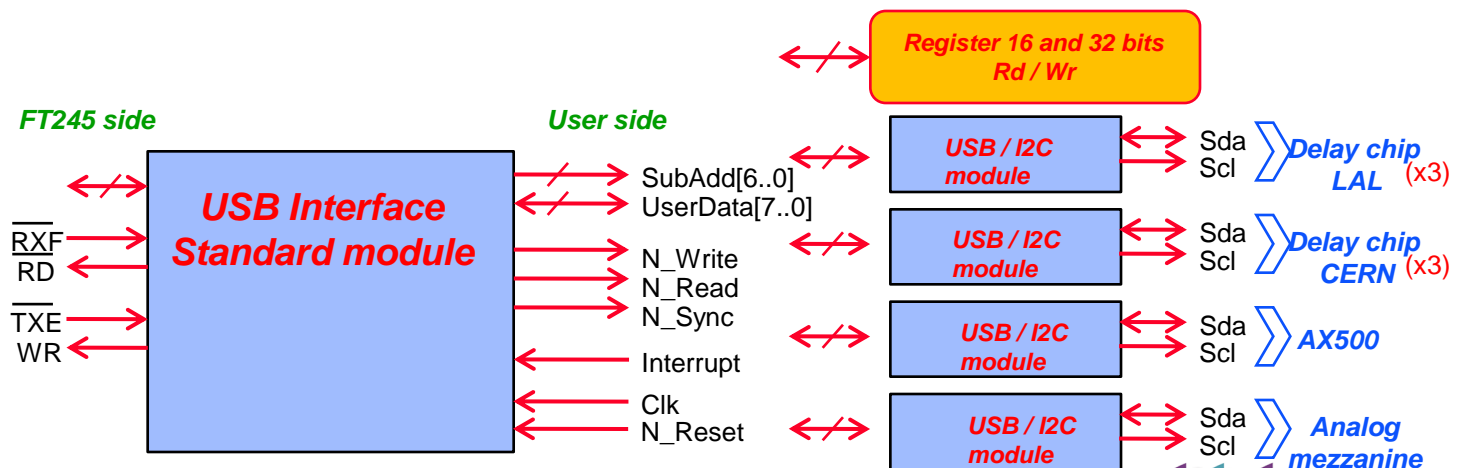 Register 16 and 32 bits
Rd / Wr
FT245 side
User side
USB Interface
Standard module
RXF
RD
TXE
WR
SubAdd[6..0]
UserData[7..0]
N_Write
N_Read
N_Sync
Interrupt
Clk
N_Reset
USB / I2C
module
Sda
Scl
Delay chip
LAL (x3)
USB / I2C
module
Sda
Scl
Delay chip
CERN (x3)
USB / I2C
module
Sda
Scl
AX500
USB / I2C
module
Sda
Scl
Analog
mezzanine